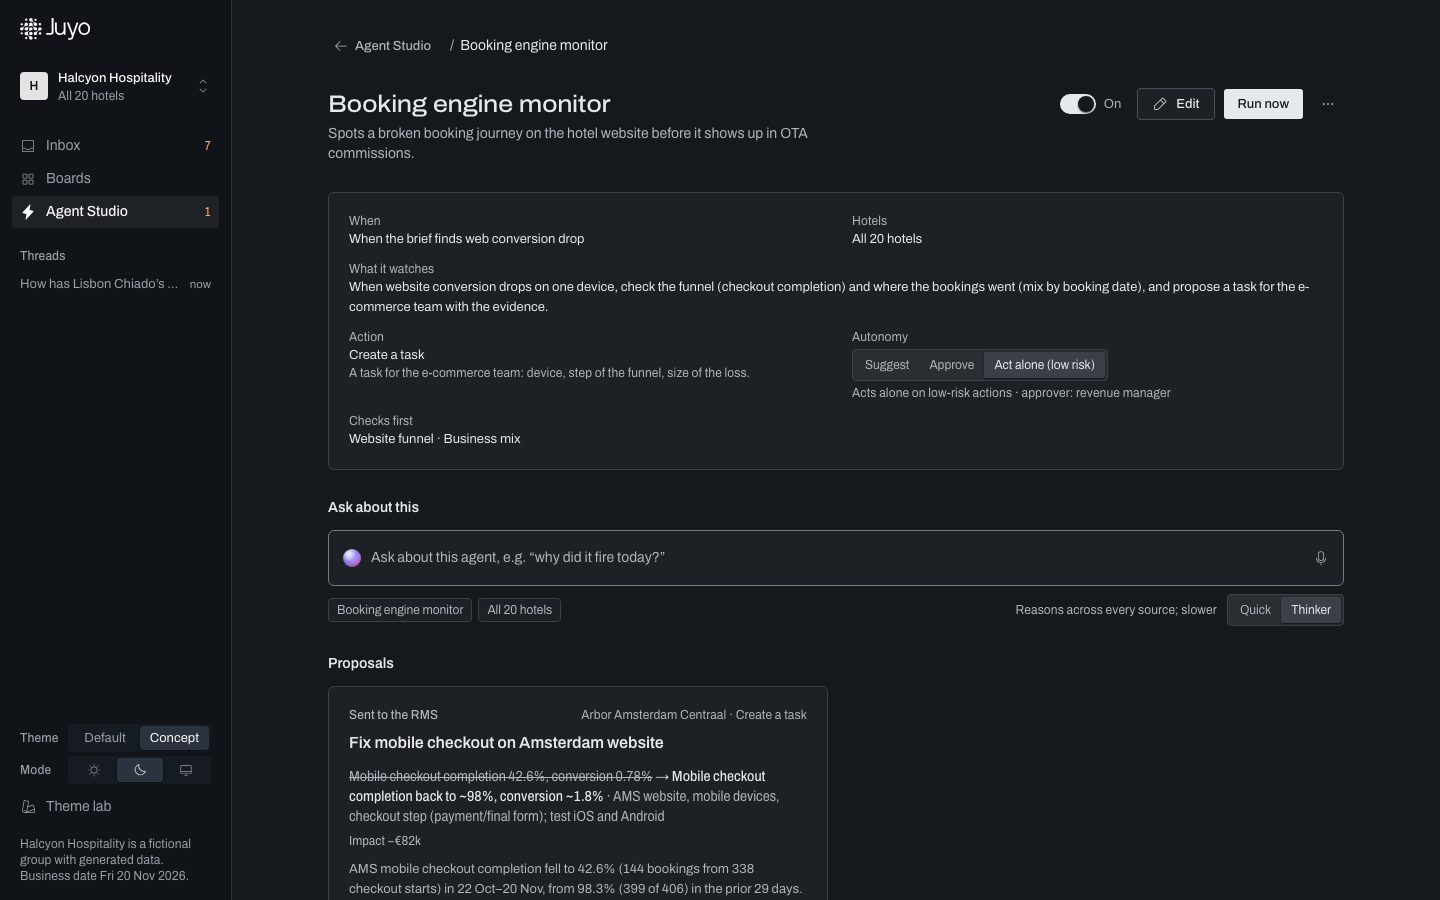 Juyo
H
Halcyon Hospitality
All 20 hotels
Inbox 7
Boards
Agent Studio 1
Threads
How has Lisbon Chiado's ... now
Theme Default Concept
Mode
Theme lab
Halcyon Hospitality is a fictional
group with generated data.
Business date Fri 20 Nov 2026.
← Agent Studio / Booking engine monitor
Booking engine monitor
On Edit Run now ...
Spots a broken booking journey on the hotel website before it shows up in OTA
commissions.
When
When the brief finds web conversion drop
Hotels
All 20 hotels
What it watches
When website conversion drops on one device, check the funnel (checkout completion) and where the bookings went (mix by booking date), and propose a task for the e-
commerce team with the evidence.
Action
Create a task
A task for the e-commerce team: device, step of the funnel, size of the loss.
Autonomy
Suggest Approve Act alone (low risk)
Acts alone on low-risk actions · approver: revenue manager
Checks first
Website funnel · Business mix
Ask about this
Ask about this agent, e.g. “why did it fire today?”
Booking engine monitor All 20 hotels
Reasons across every source; slower Quick Thinker
Proposals
Sent to the RMS Arbor Amsterdam Centraal · Create a task
Fix mobile checkout on Amsterdam website
Mobile checkout completion 42.6%, conversion 0.78% → Mobile checkout
completion back to ~98%, conversion ~1.8% · AMS website, mobile devices,
checkout step (payment/final form); test iOS and Android
Impact −€82k
AMS mobile checkout completion fell to 42.6% (144 bookings from 338
checkout starts) in 22 Oct–20 Nov, from 98.3% (399 of 406) in the prior 29 days.